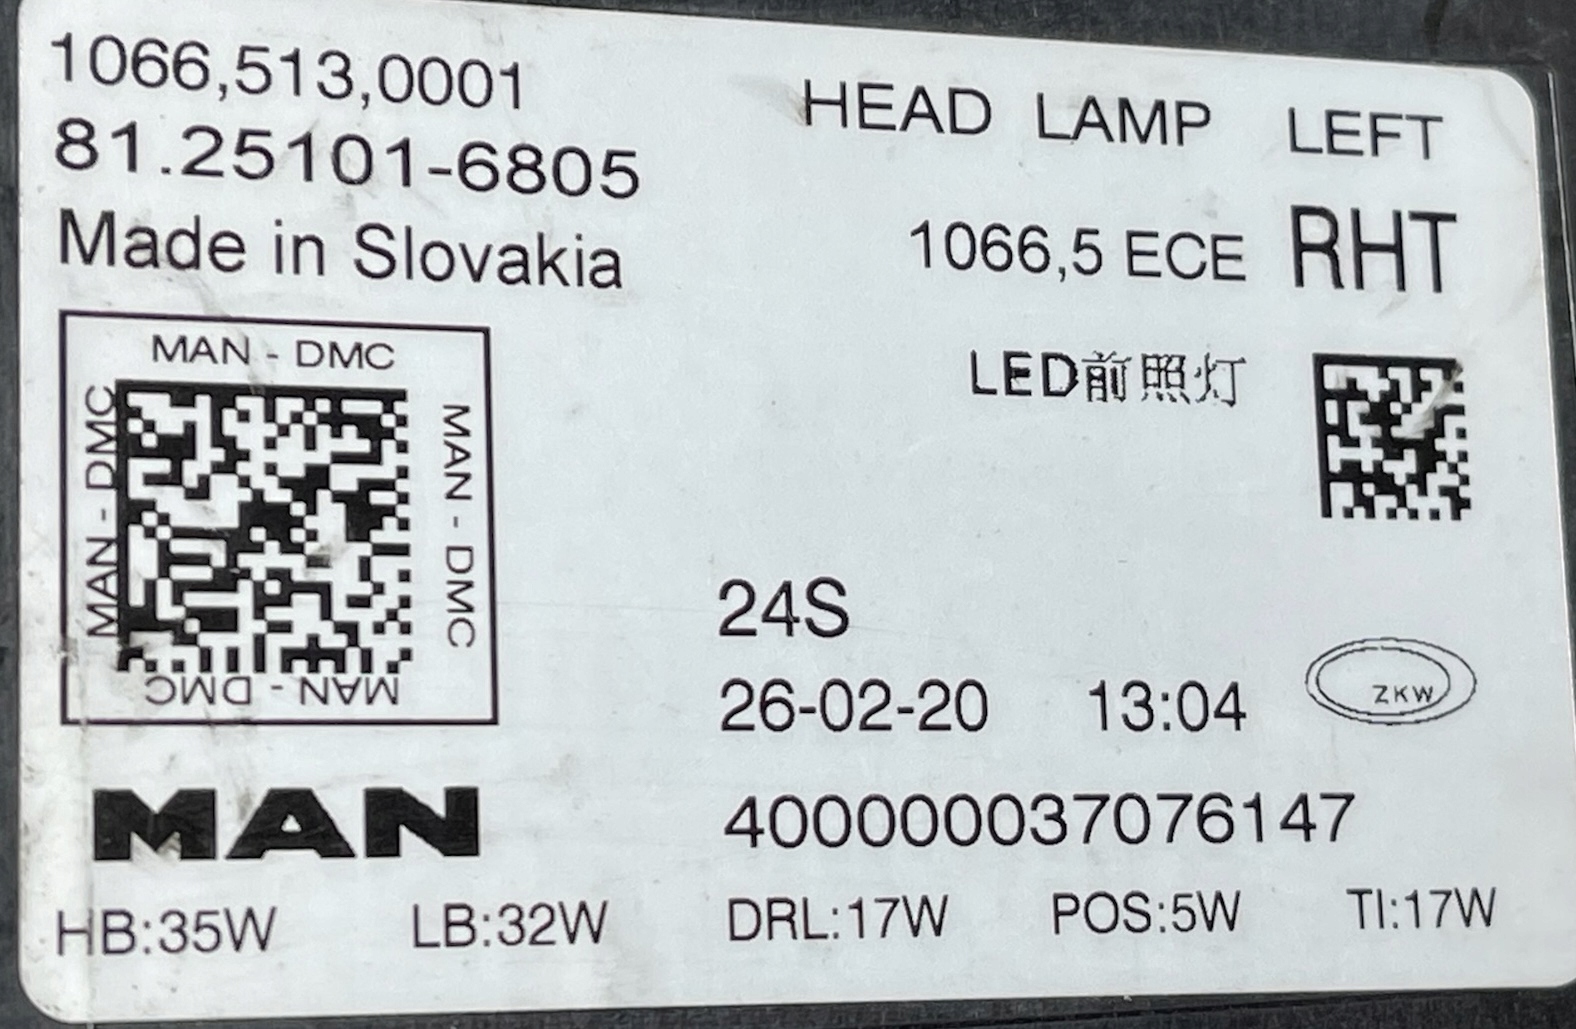 1066,513,0001
HEAD LAMP LEFT
81.25101-6805
Made in Slovakia
1066,5 ECE RHT
MAN - DMC
MAN - DMC
MAN - DMC
MAN - DMC
LED前照灯
24S
26-02-20 13:04
ZKW
MAN
400000037076147
HB:35W LB:32W DRL:17W POS:5W TI:17W